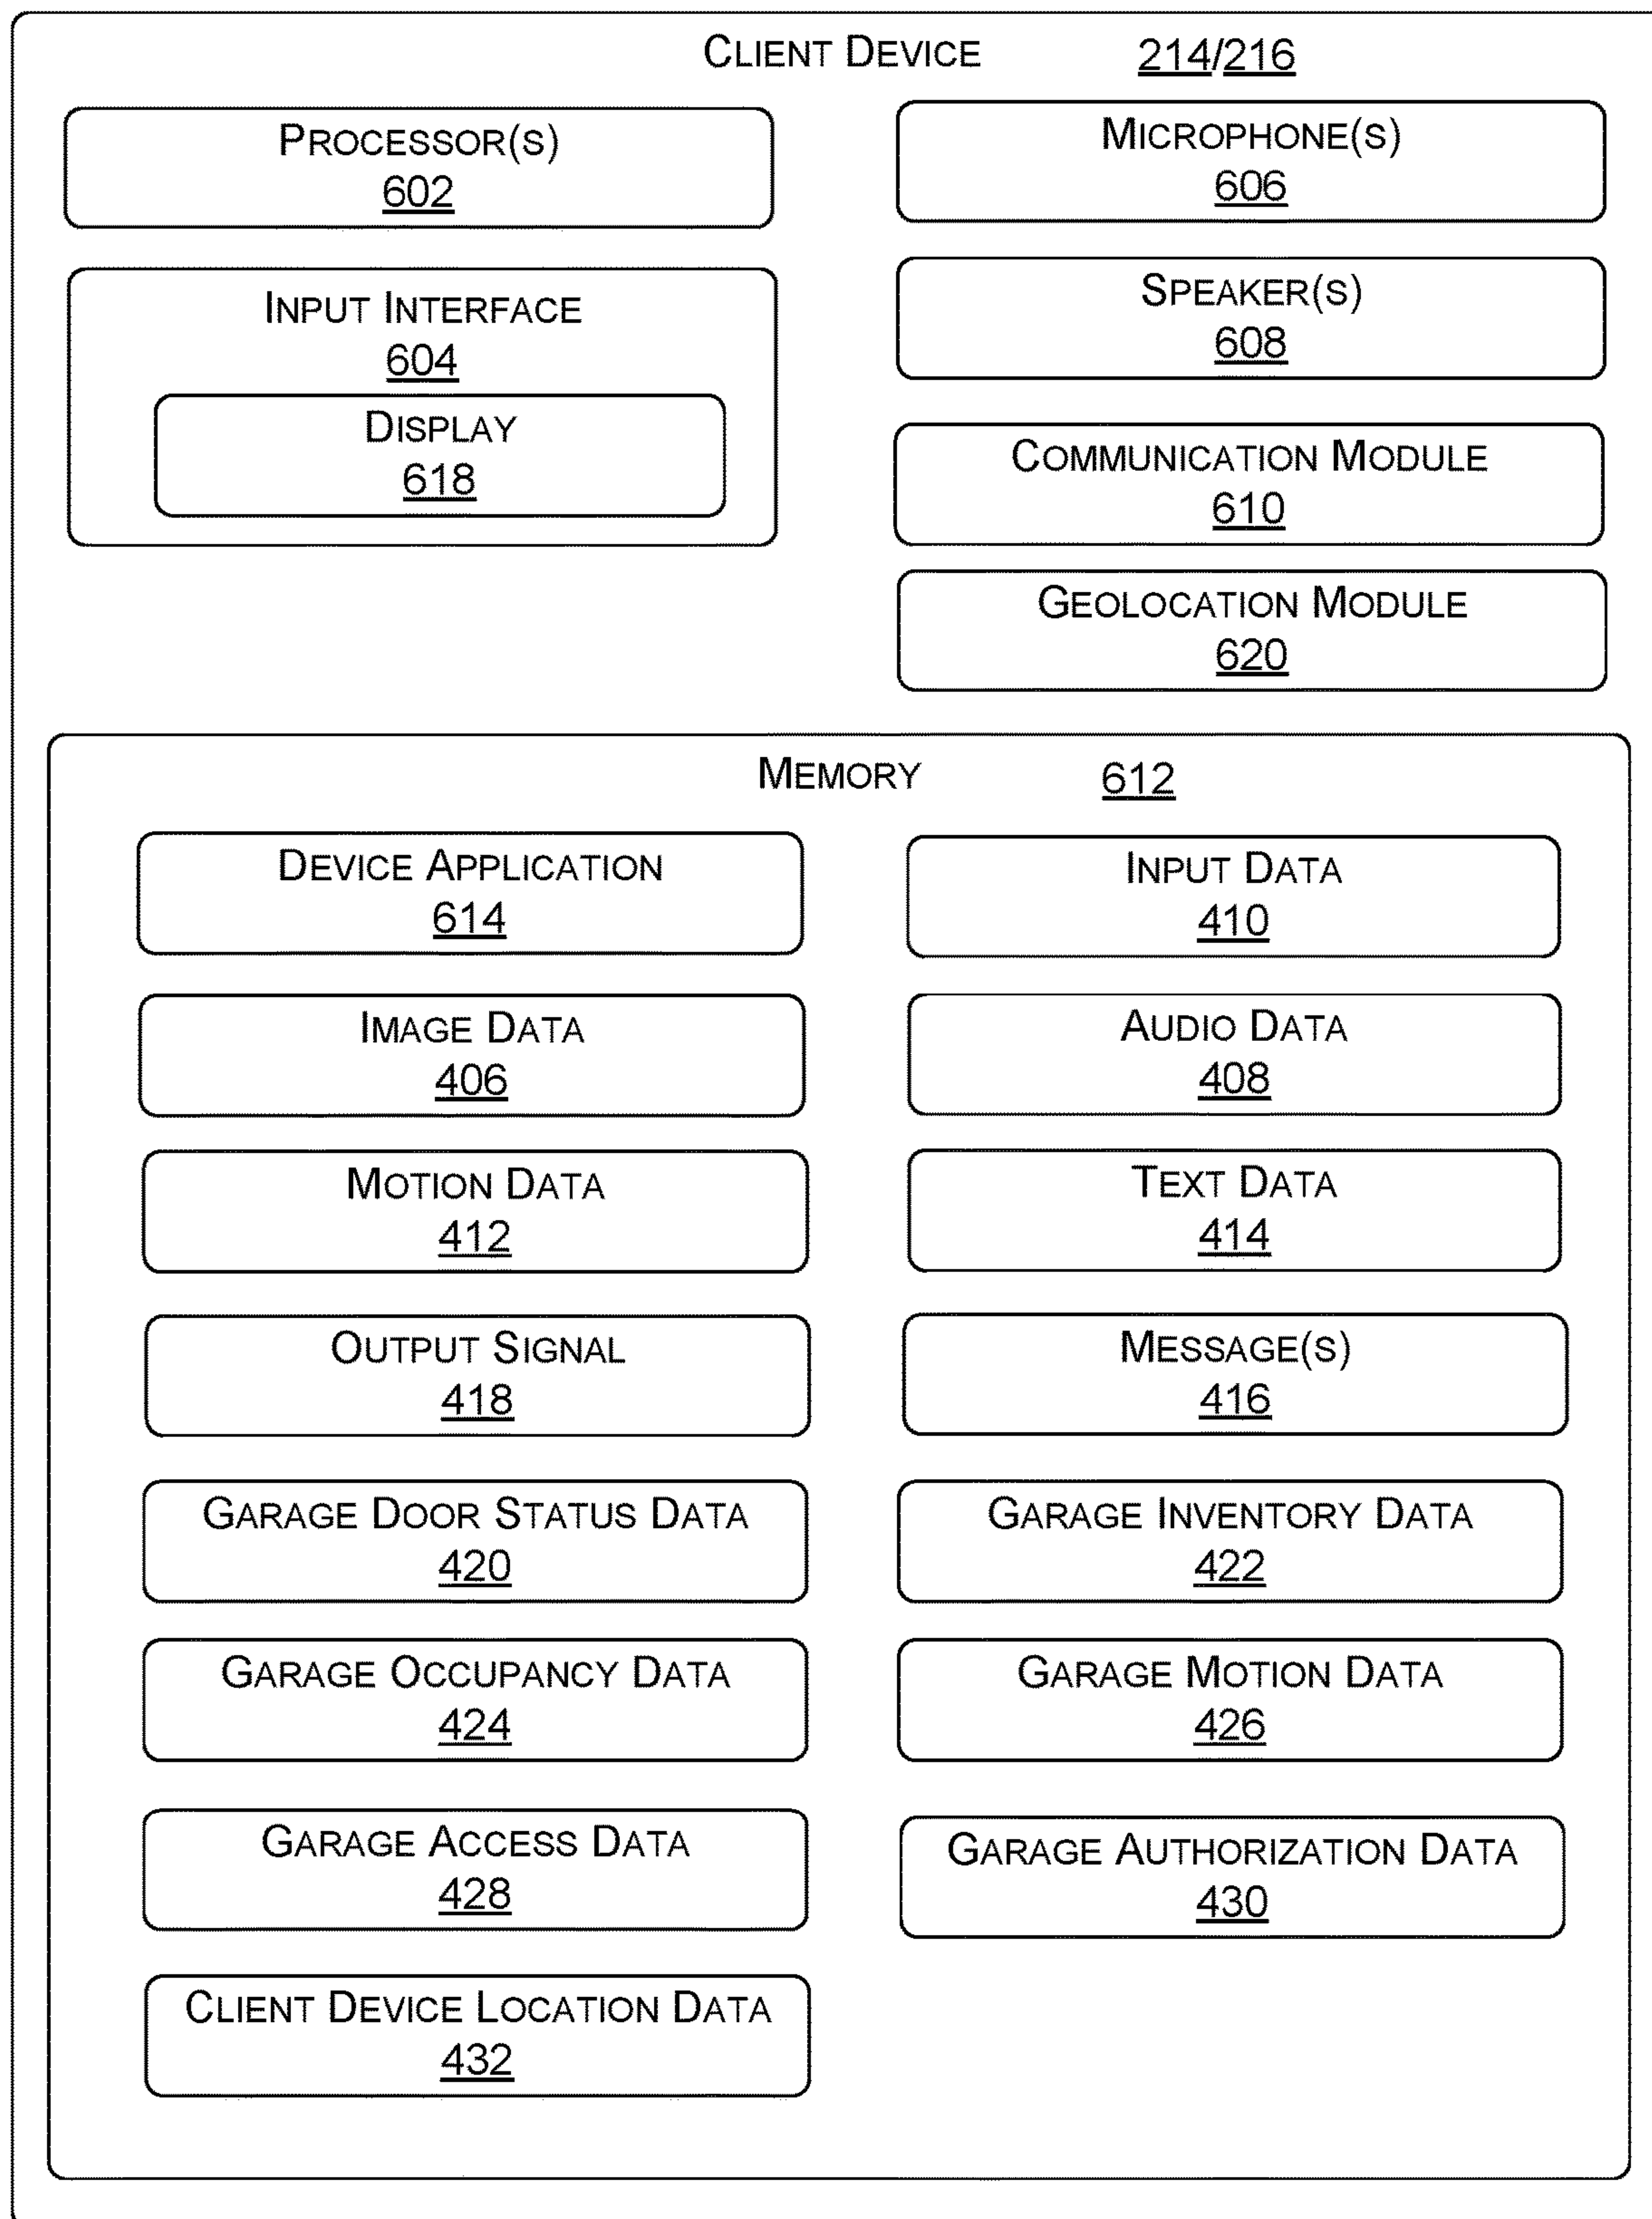 CLIENT DEVICE 214/216
PROCESSOR(S)
602
INPUT INTERFACE
604
DISPLAY
618
MICROPHONE(S)
606
SPEAKER(S)
608
COMMUNICATION MODULE
610
GEOLOCATION MODULE
620
MEMORY 612
DEVICE APPLICATION
614
INPUT DATA
410
IMAGE DATA
406
AUDIO DATA
408
MOTION DATA
412
TEXT DATA
414
OUTPUT SIGNAL
418
MESSAGE(S)
416
GARAGE DOOR STATUS DATA
420
GARAGE INVENTORY DATA
422
GARAGE OCCUPANCY DATA
424
GARAGE MOTION DATA
426
GARAGE ACCESS DATA
428
GARAGE AUTHORIZATION DATA
430
CLIENT DEVICE LOCATION DATA
432